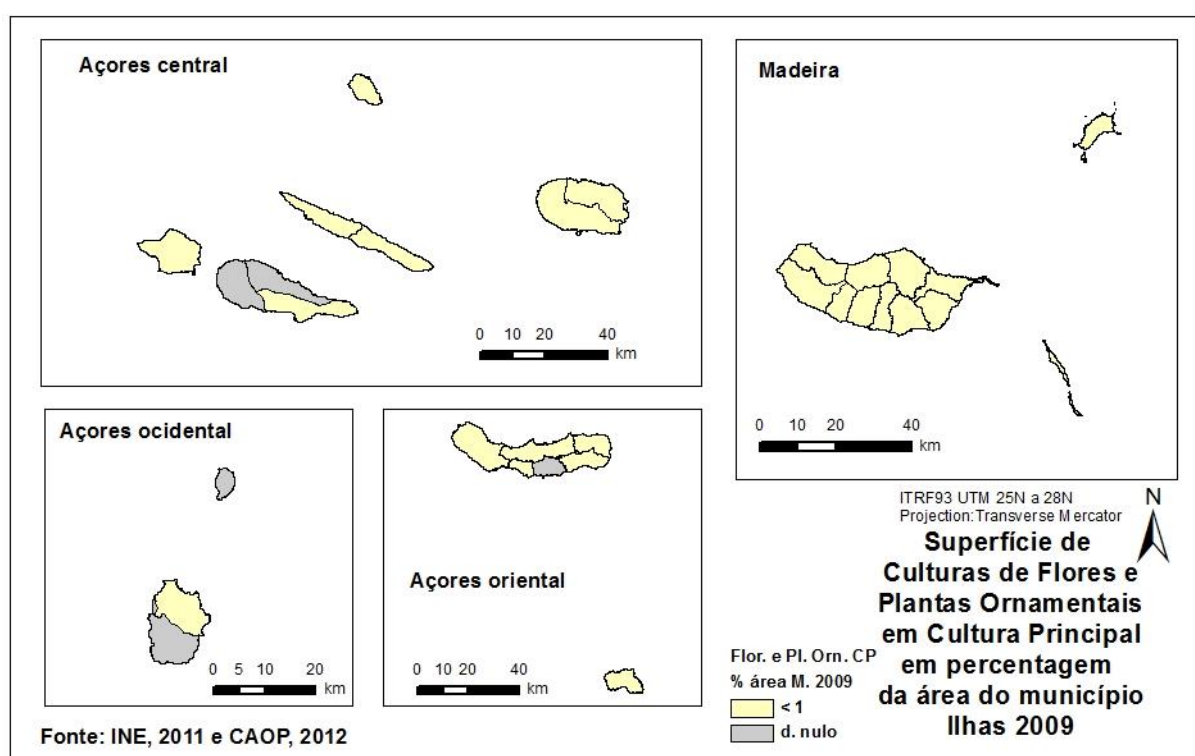 Açores central
0 10 20 40
km
Madeira
0 10 20 40
km
Açores ocidental
0 5 10 20
km
Açores oriental
0 10 20 40
km
ITRF93 UTM 25N a 28N
Projection:Transverse Mercator
N
Superfície de
Culturas de Flores e
Plantas Ornamentais
em Cultura Principal
em percentagem
da área do município
Ilhas 2009
Flor. e Pl. Orn. CP
% área M. 2009
< 1
d. nulo
Fonte: INE, 2011 e CAOP, 2012